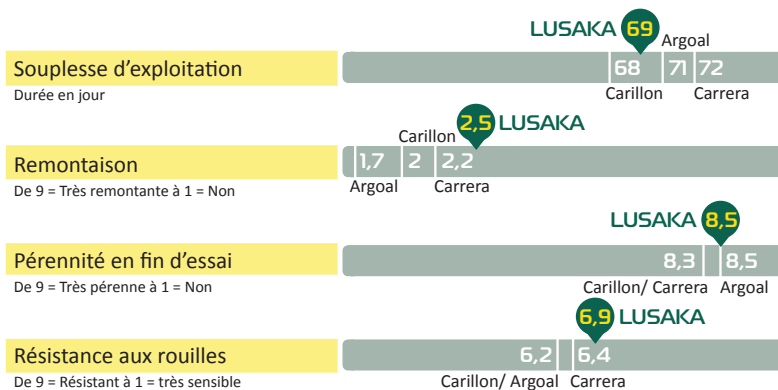 LUSAKA 69
Argoal
Souplesse d'exploitation
68 71 72
Durée en jour
Carillon Carrera
Carillon 2,5 LUSAKA
Remontaison
1,7 2 2,2
De 9 = Très remontante à 1 = Non
Argoal Carrera
LUSAKA 8,5
Pérennité en fin d'essai
8,3 8,5
De 9 = Très pérenne à 1 = Non
Carillon/ Carrera Argoal
6,9 LUSAKA
Résistance aux rouilles
6,2 6,4
De 9 = Résistant à 1 = très sensible
Carillon/ Argoal Carrera